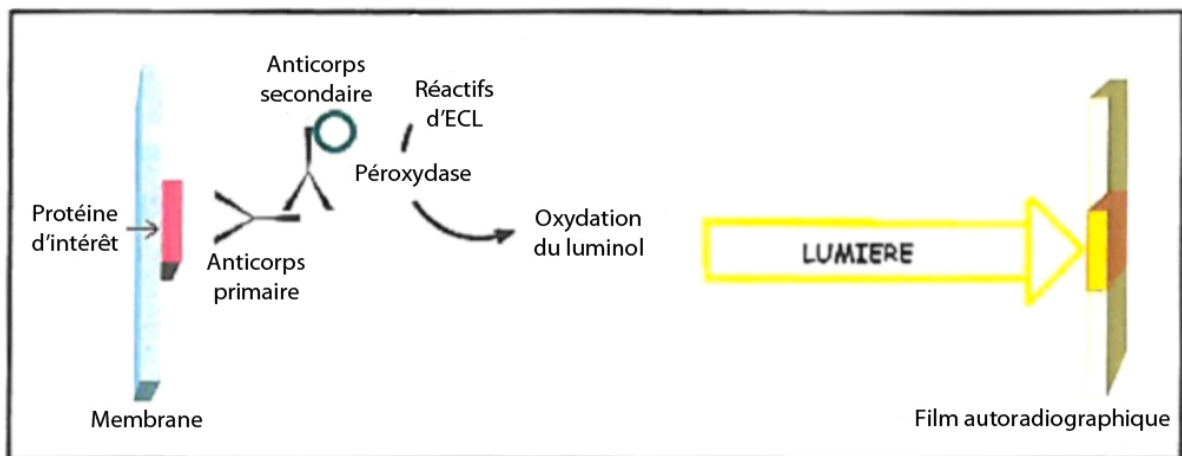 Anticorps
secondaire
Réactifs
d'ECL
Péroxydase
Protéine
d'intérêt
Oxydation
du luminol
LUMIERE
Anticorps
primaire
Membrane
Film autoradiographique